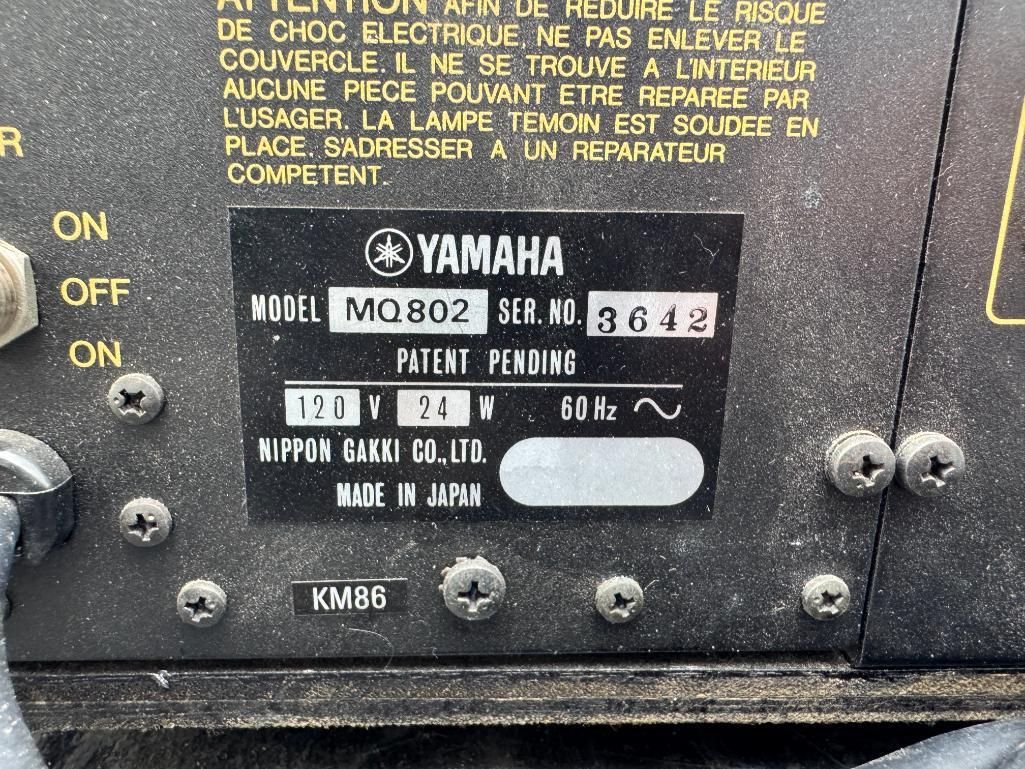 ATTENTION AFIN DE REDUIRE LE RISQUE
DE CHOC ELECTRIQUE, NE PAS ENLEVER LE
COUVERCLE. IL NE SE TROUVE A L'INTERIEUR
AUCUNE PIECE POUVANT ETRE REPAREE PAR
L'USAGER. LA LAMPE TEMOIN EST SOUDEE EN
PLACE. S'ADRESSER A UN REPARATEUR
COMPETENT.
R
ON
OFF
ON
YAMAHA
MODEL MQ802 SER. NO. 3642
PATENT PENDING
120 V 24 W 60 Hz ~
NIPPON GAKKI CO., LTD.
MADE IN JAPAN
KM86